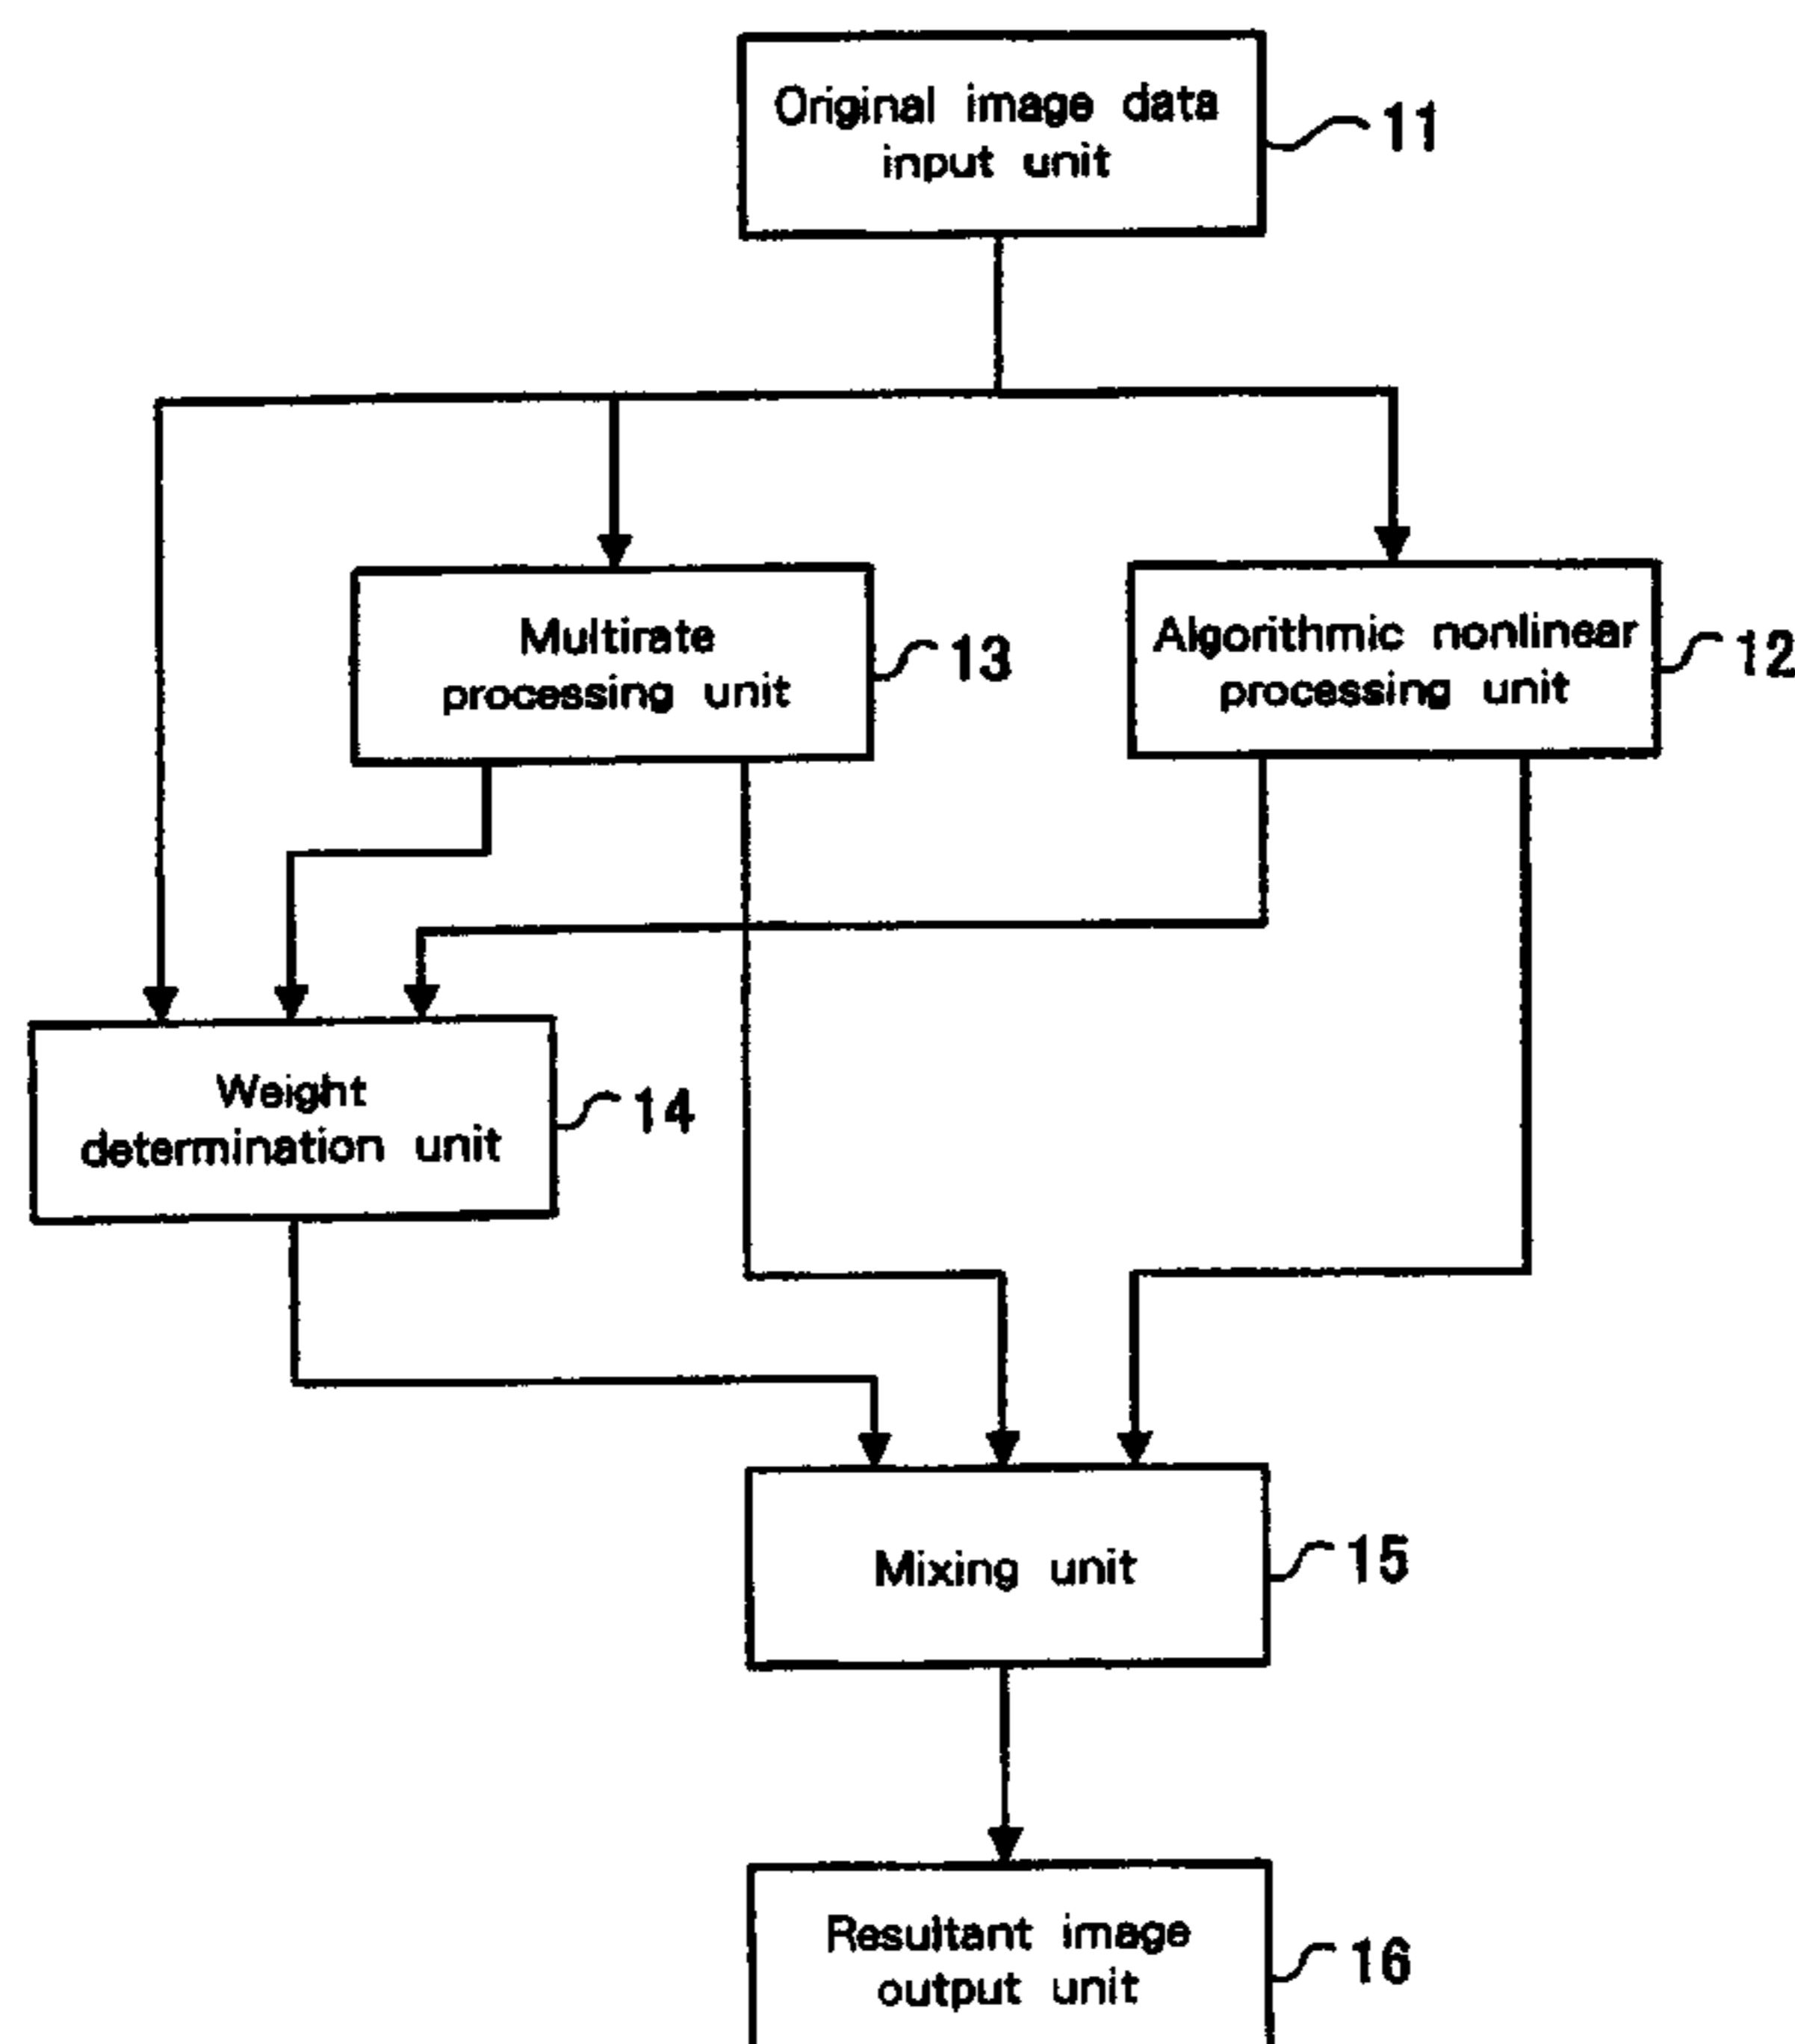 Original image data
input unit
11
Multirate
processing unit
13
Algorithmic nonlinear
processing unit
12
Weight
determination unit
14
Mixing unit
15
Resultant image
output unit
16